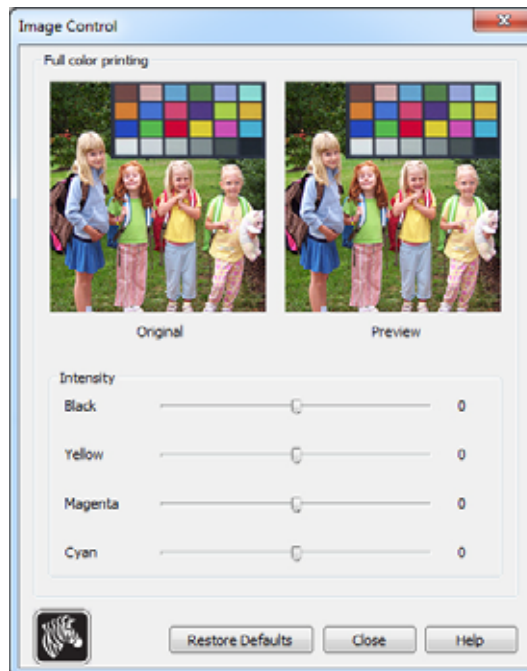 Image Control
Full color printing
Original
Preview
Intensity
Black 0
Yellow 0
Magenta 0
Cyan 0
Restore Defaults
Close
Help